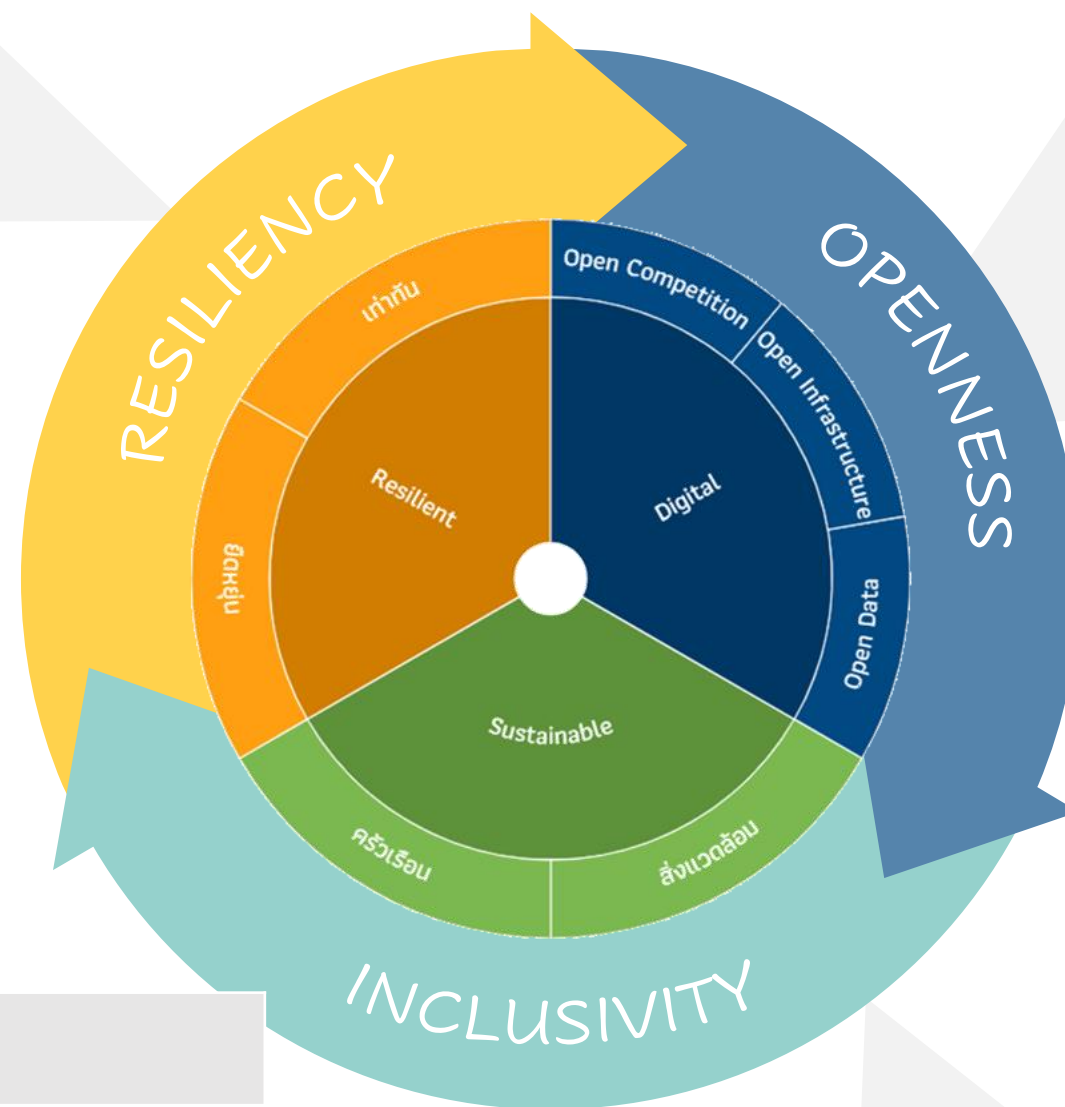 RESILIENCY
OPENNESS
INCLUSIVITY
เท่าทัน
ยืดหยุ่น
Resilient
Open Competition
Open Infrastructure
Open Data
Digital
Sustainable
ครัวเรือน
สิ่งแวดล้อม